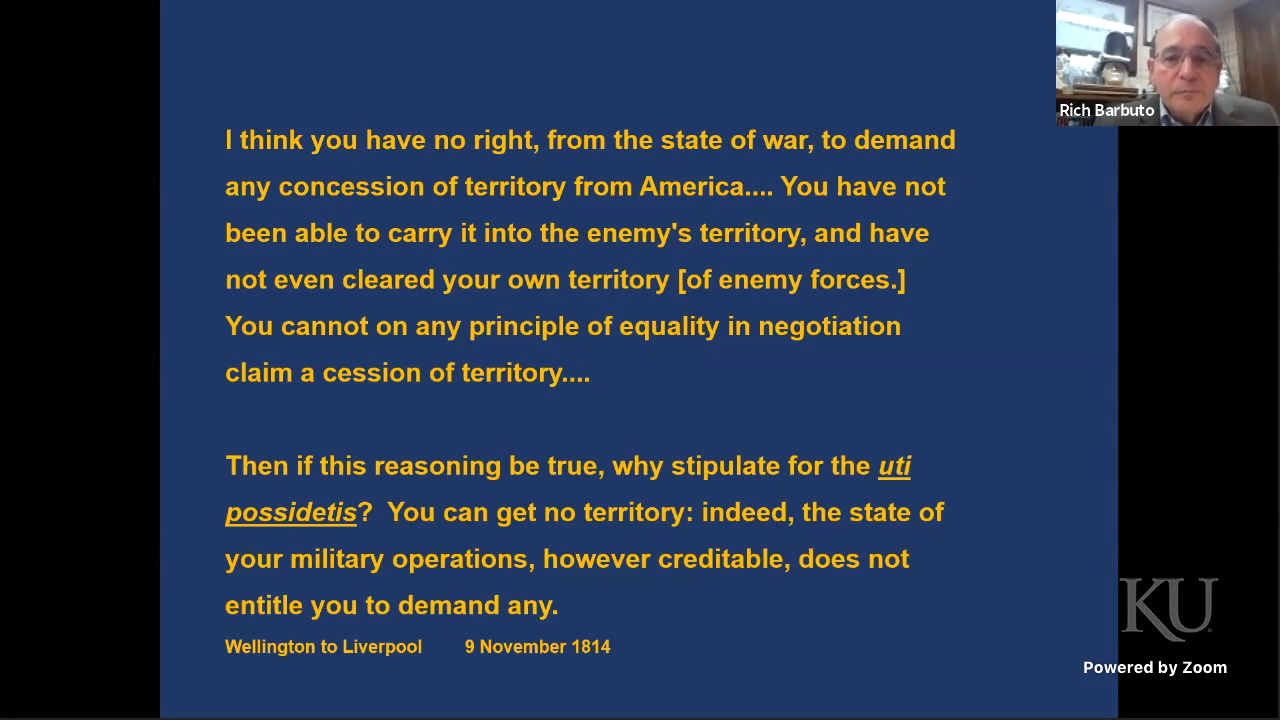 Rich Barbuto
I think you have no right, from the state of war, to demand
any concession of territory from America.... You have not
been able to carry it into the enemy's territory, and have
not even cleared your own territory [of enemy forces.]
You cannot on any principle of equality in negotiation
claim a cession of territory....
Then if this reasoning be true, why stipulate for the uti
possidetis?  You can get no territory: indeed, the state of
your military operations, however creditable, does not
entitle you to demand any.
Wellington to Liverpool 9 November 1814
KU
Powered by Zoom